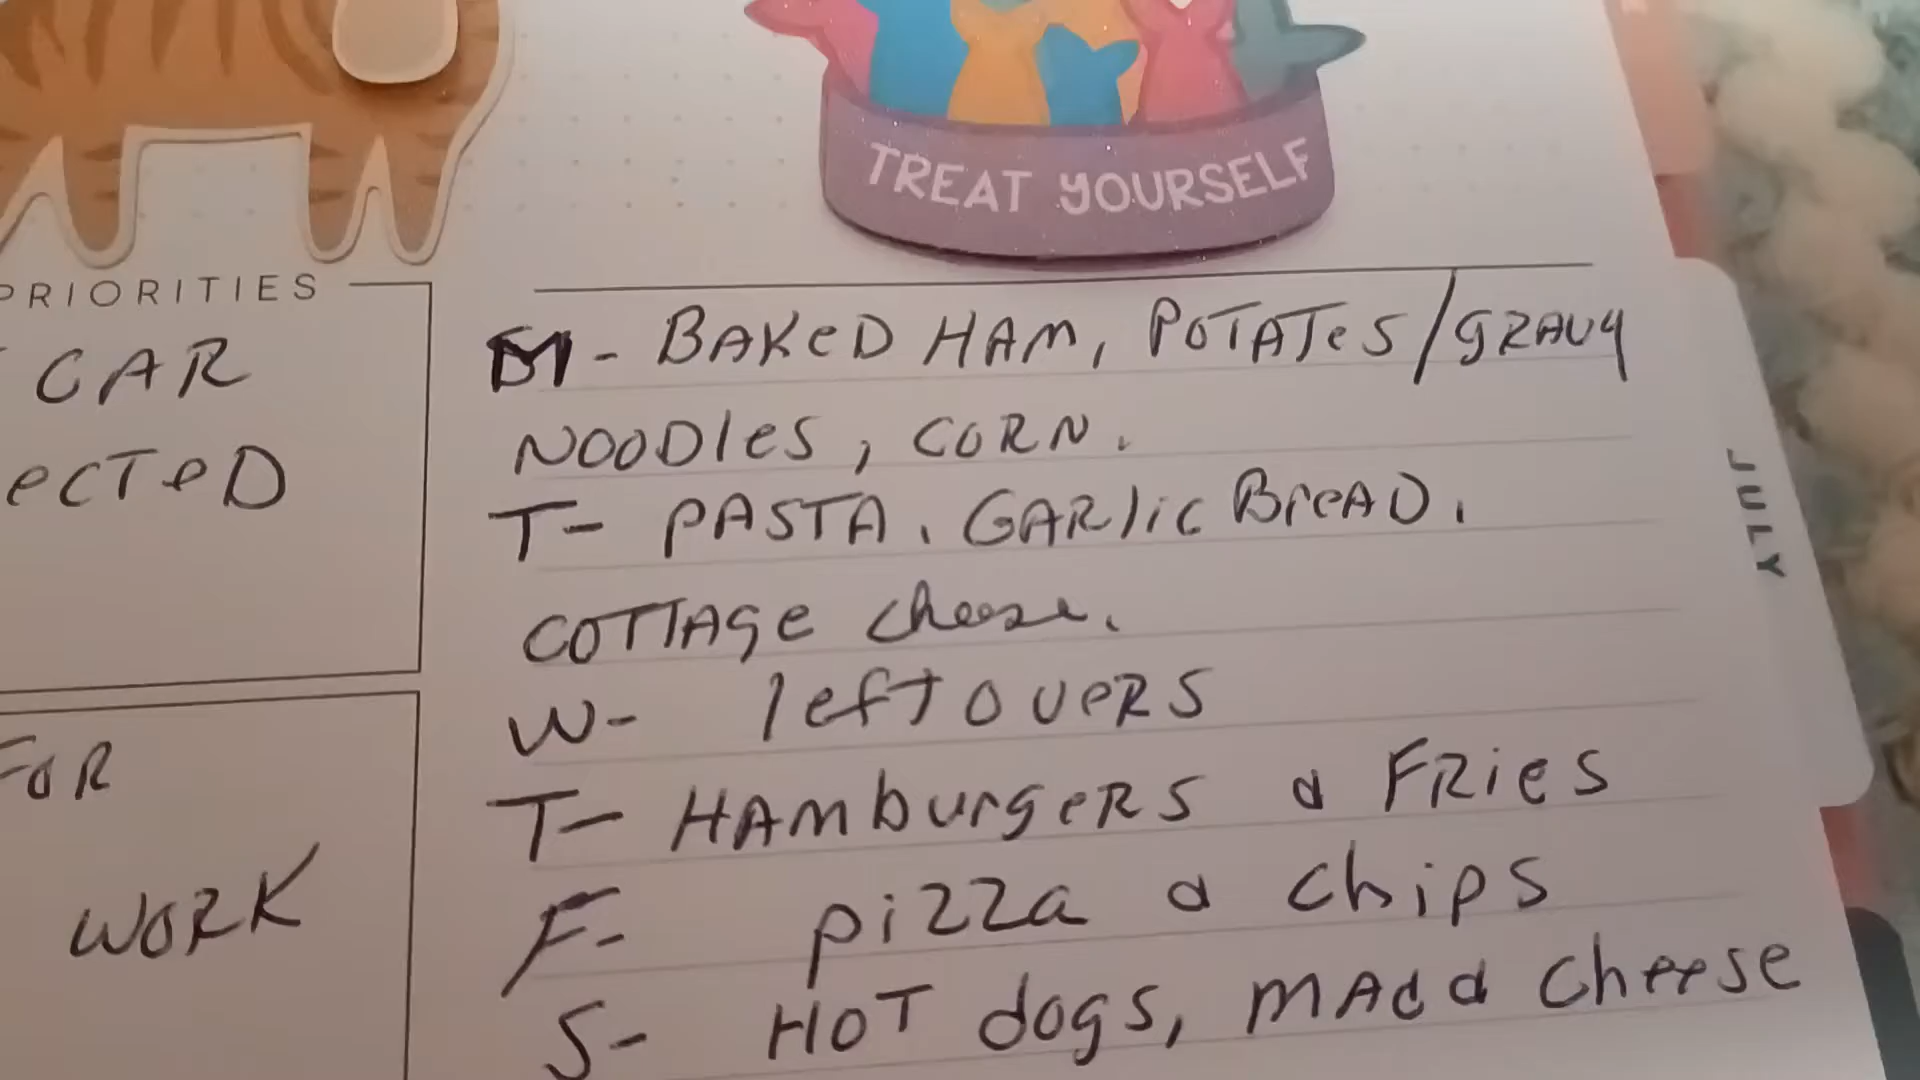 TREAT YOURSELF
PRIORITIES
CAR
ECTED
FOR
WORK
M- BAKED HAM, POTATES/GRAVY
NOODLES, CORN.
T- PASTA. GARLIC BREAD.
COTTAGE cheese.
W- leftovers
T- HAMburgeRS & FRies
F- pizza & chips
S- HOT dogs, MAC & cheese
JULY